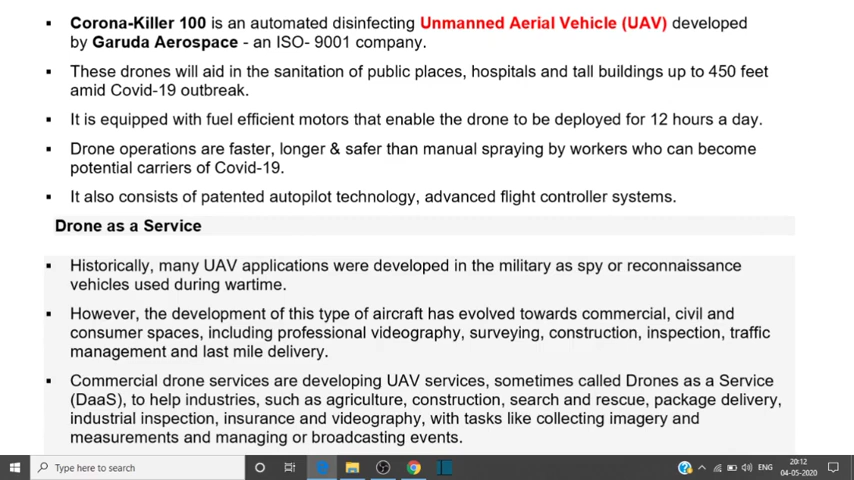 ▪ Corona-Killer 100 is an automated disinfecting Unmanned Aerial Vehicle (UAV) developed
by Garuda Aerospace - an ISO- 9001 company.
▪ These drones will aid in the sanitation of public places, hospitals and tall buildings up to 450 feet
amid Covid-19 outbreak.
▪ It is equipped with fuel efficient motors that enable the drone to be deployed for 12 hours a day.
▪ Drone operations are faster, longer & safer than manual spraying by workers who can become
potential carriers of Covid-19.
▪ It also consists of patented autopilot technology, advanced flight controller systems.
Drone as a Service
▪ Historically, many UAV applications were developed in the military as spy or reconnaissance
vehicles used during wartime.
▪ However, the development of this type of aircraft has evolved towards commercial, civil and
consumer spaces, including professional videography, surveying, construction, inspection, traffic
management and last mile delivery.
▪ Commercial drone services are developing UAV services, sometimes called Drones as a Service
(DaaS), to help industries, such as agriculture, construction, search and rescue, package delivery,
industrial inspection, insurance and videography, with tasks like collecting imagery and
measurements and managing or broadcasting events.
Type here to search
ENG
20:12
04-05-2020